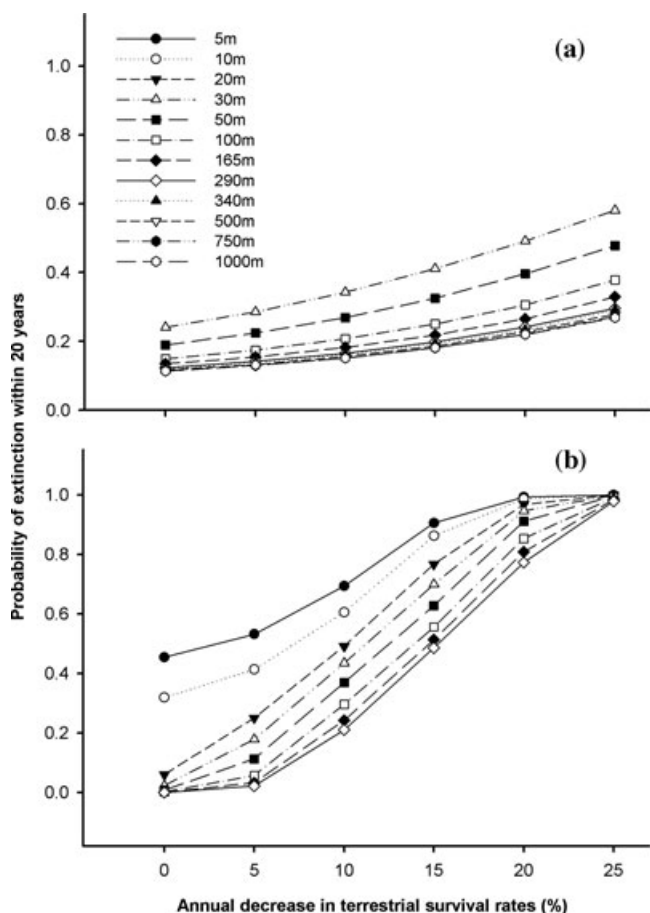 (a)
5m
10m
20m
30m
50m
100m
165m
290m
340m
500m
750m
1000m
1.0
0.8
0.6
0.4
0.2
0.0
Probability of extinction within 20 years
(b)
1.0
0.8
0.6
0.4
0.2
0.0
0 5 10 15 20 25
Annual decrease in terrestrial survival rates (%)